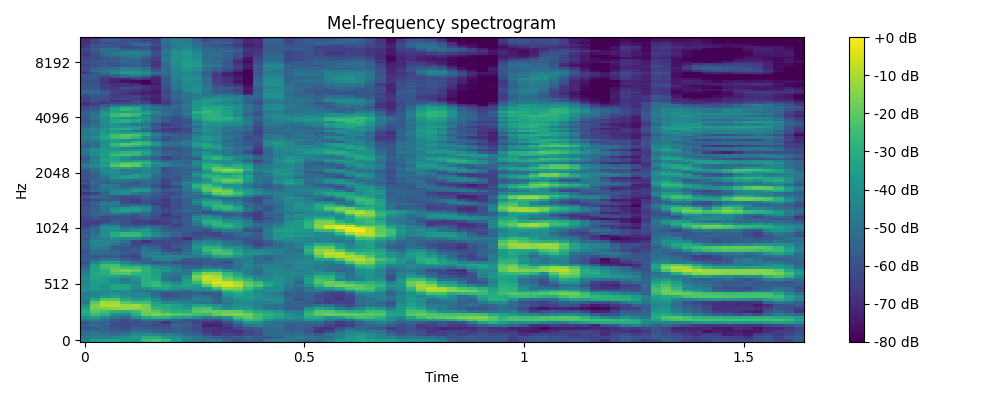 Mel-frequency spectrogram
Hz
8192
4096
2048
1024
512
0
0 0.5 1 1.5
Time
+0 dB
-10 dB
-20 dB
-30 dB
-40 dB
-50 dB
-60 dB
-70 dB
-80 dB